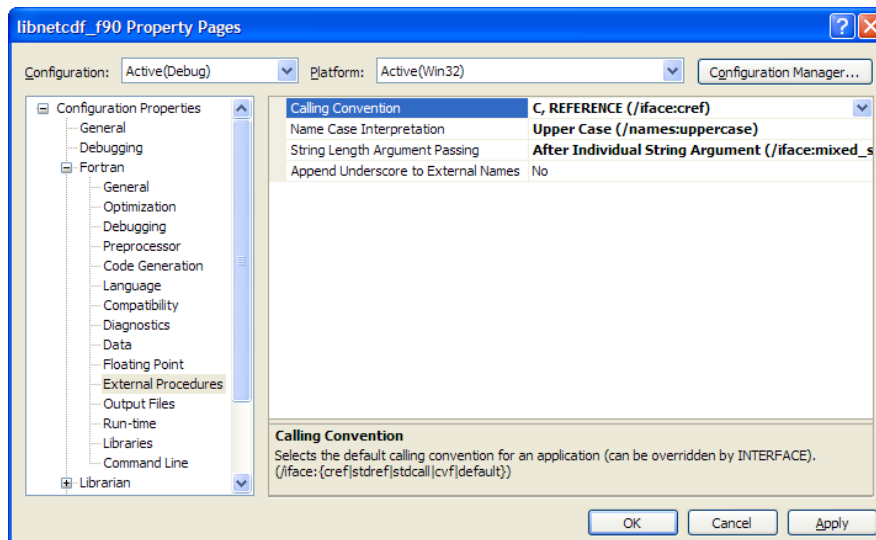 libnetcdf_f90 Property Pages
Configuration: Active(Debug) Platform: Active(Win32) Configuration Manager...
Configuration Properties
General
Debugging
Fortran
General
Optimization
Debugging
Preprocessor
Code Generation
Language
Compatibility
Diagnostics
Data
Floating Point
External Procedures
Output Files
Run-time
Libraries
Command Line
Librarian
Calling Convention C, REFERENCE (/iface:cref)
Name Case Interpretation Upper Case (/names:uppercase)
String Length Argument Passing After Individual String Argument (/iface:mixed_s
Append Underscore to External Names No
Calling Convention
Selects the default calling convention for an application (can be overridden by INTERFACE).
(/iface:{cref|stdref|stdcall|cvf|default})
OK Cancel Apply